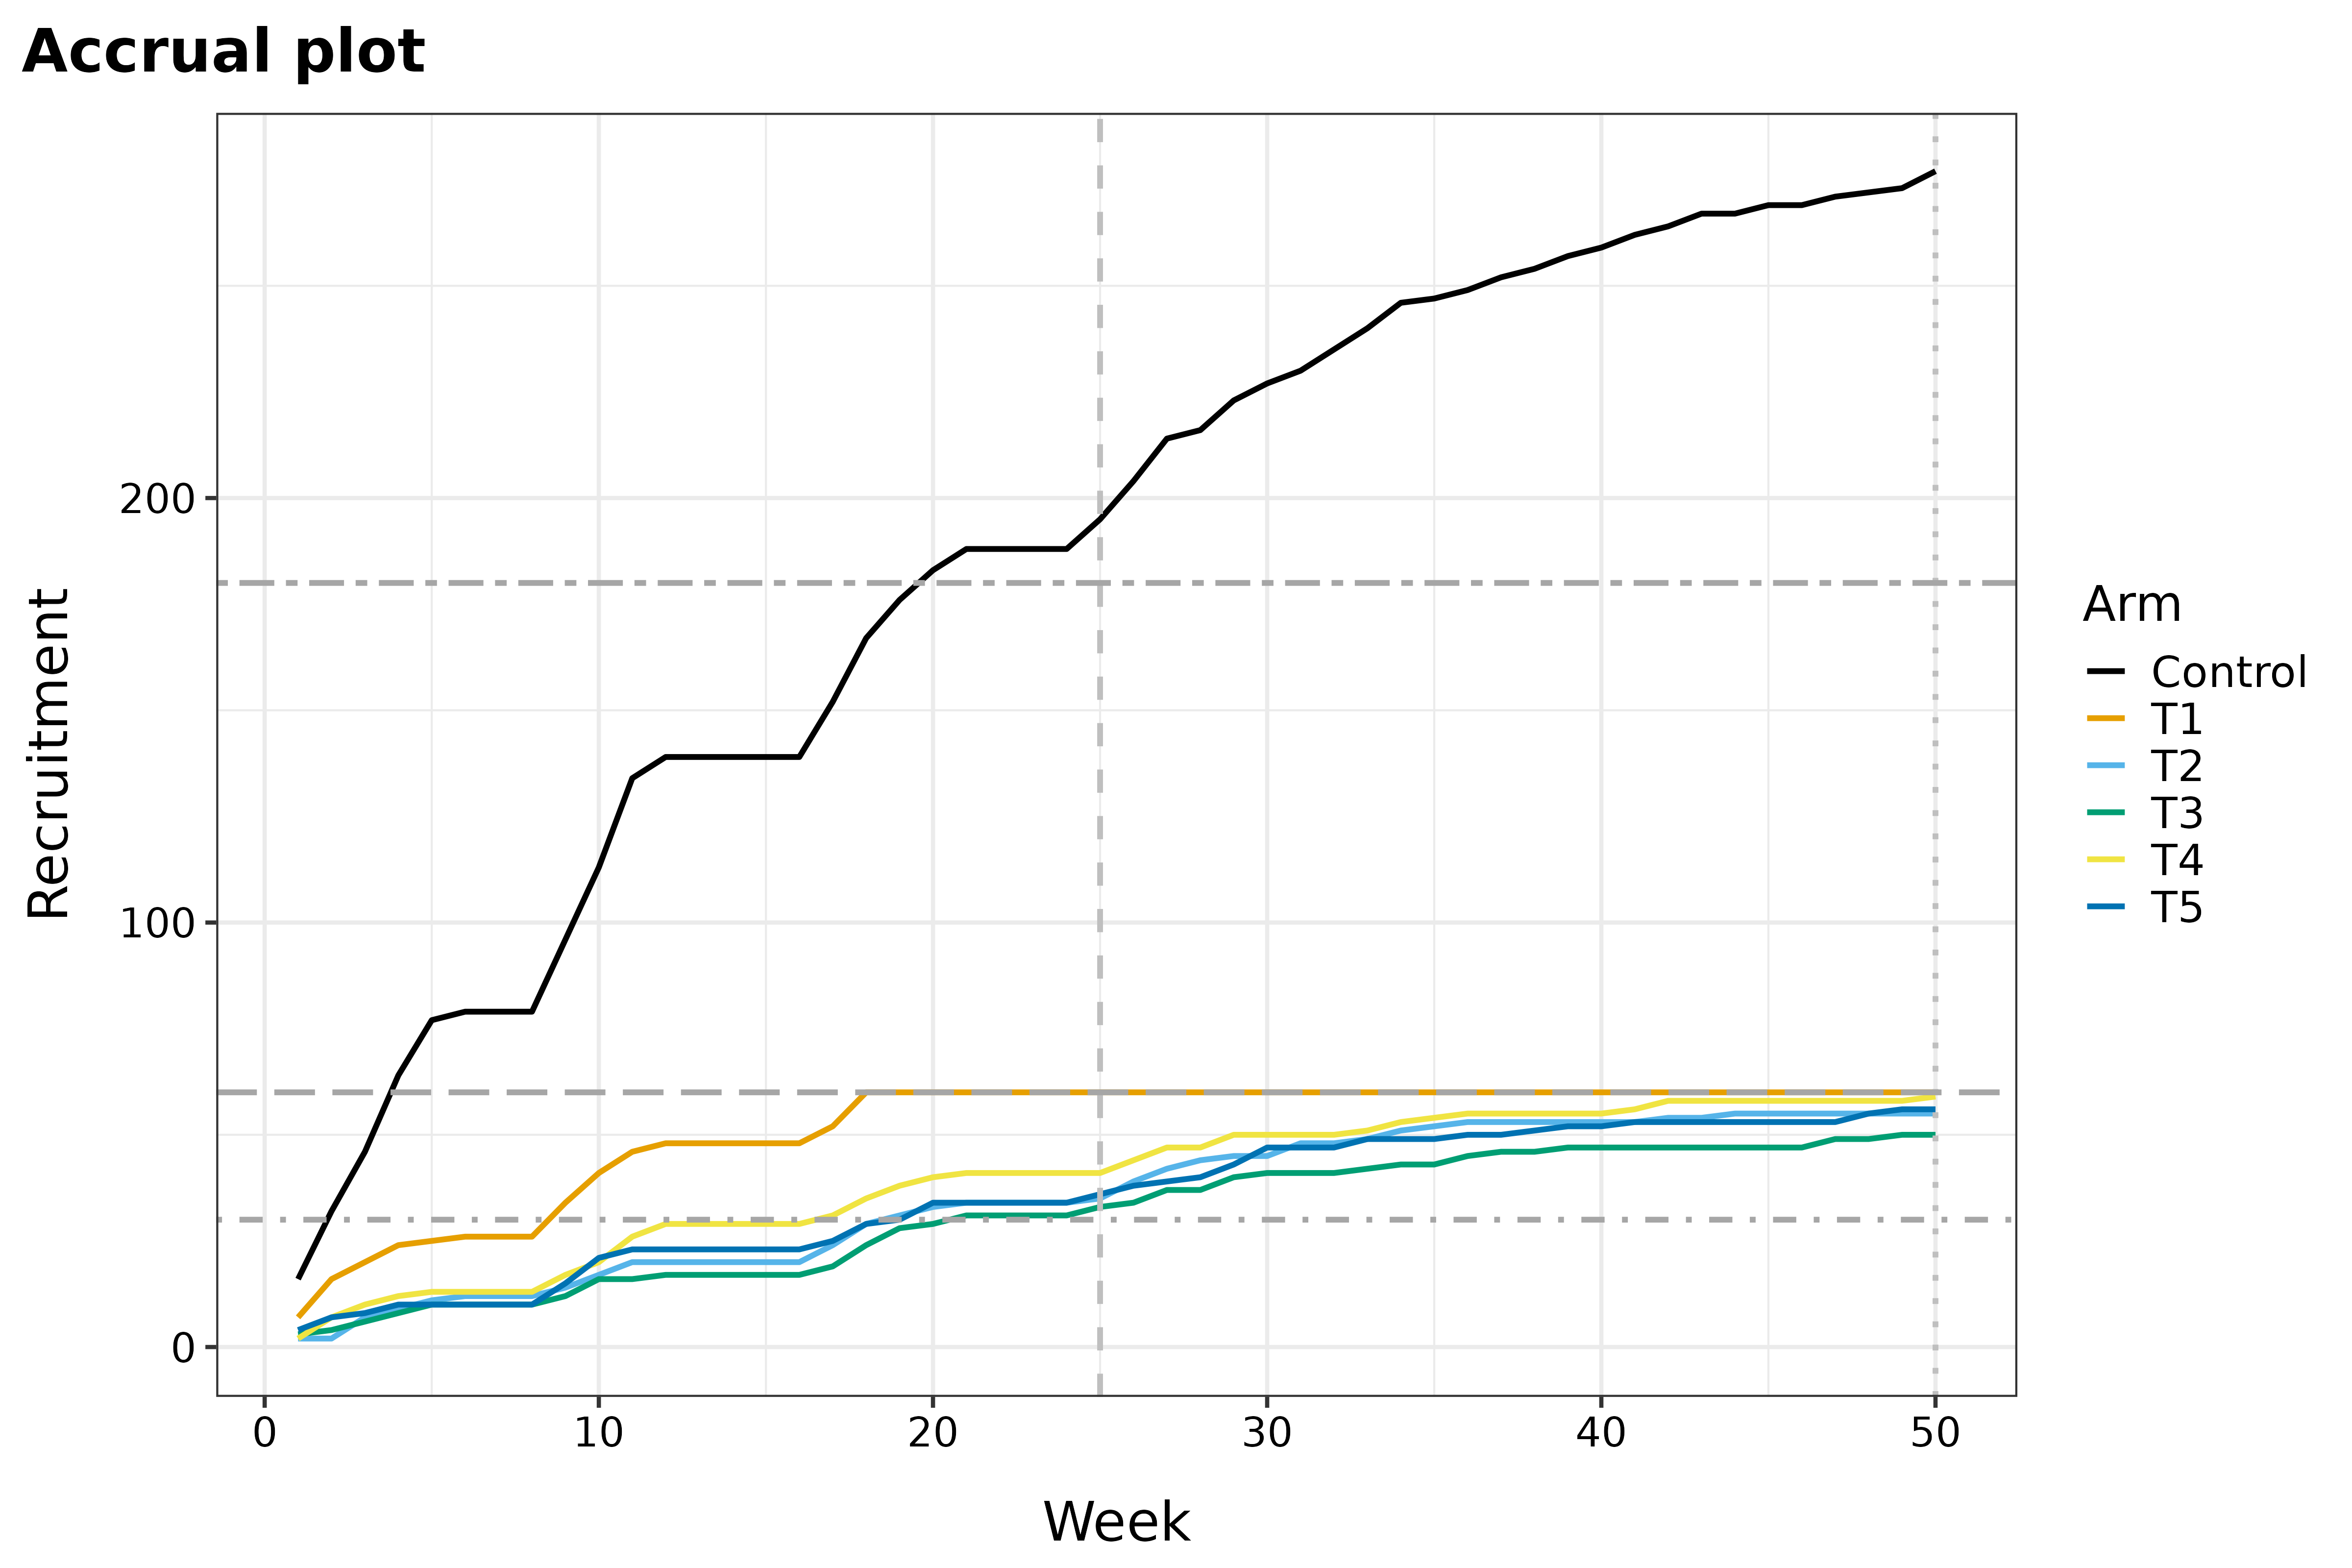 Accrual plot
Recruitment
200
100
0
0 10 20 30 40 50
Week
Arm
Control
T1
T2
T3
T4
T5